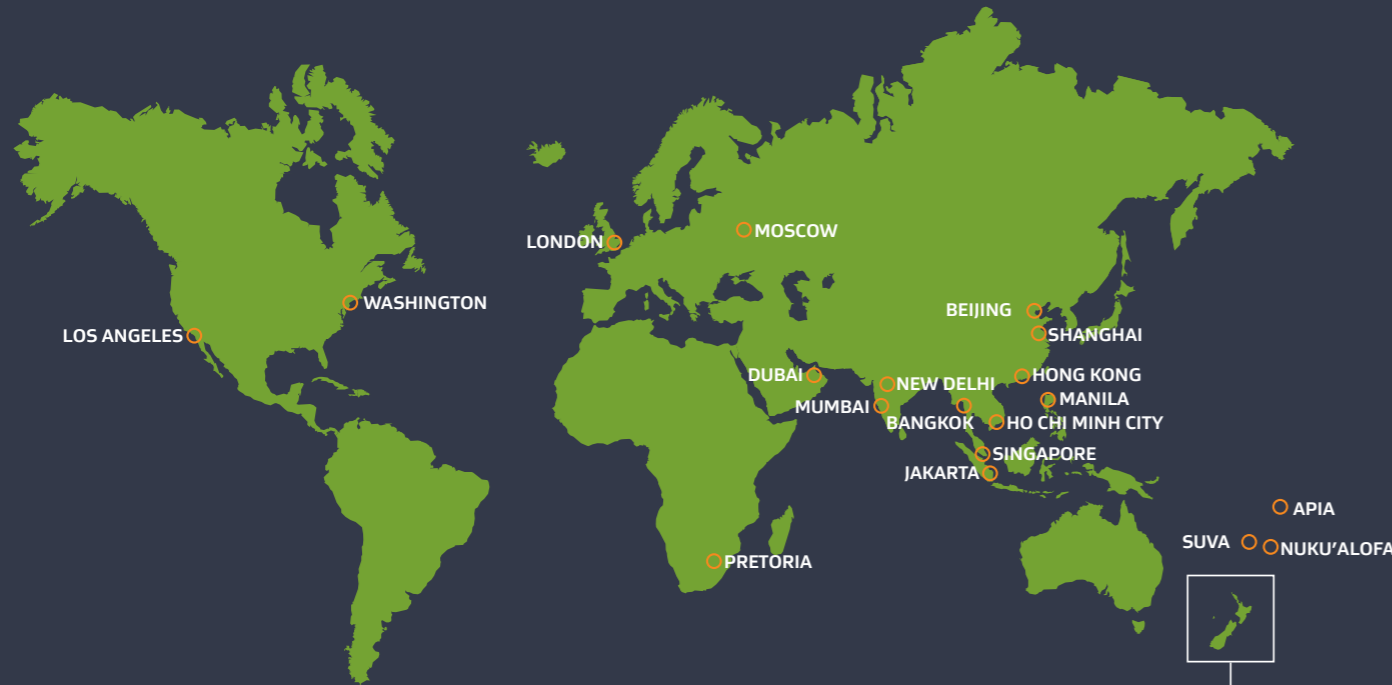 MOSCOW
LONDON
WASHINGTON
BEIJING
LOS ANGELES
SHANGHAI
DUBAI
HONG KONG
NEW DELHI
MANILA
MUMBAI
BANGKOK
HO CHI MINH CITY
SINGAPORE
JAKARTA
APIA
SUVA
NUKU'ALOFA
PRETORIA